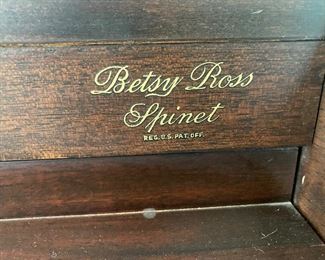 Betsy Ross
Spinet
REG. U.S. PAT. OFF.